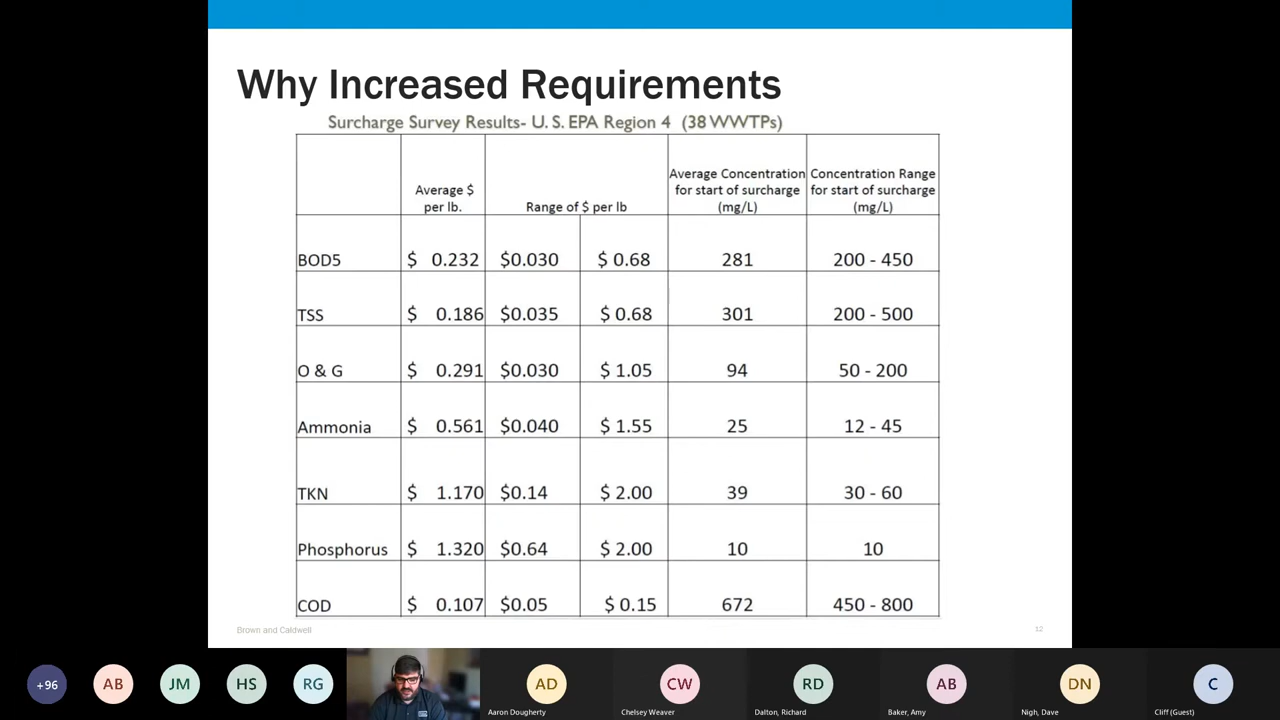 Why Increased Requirements
Surcharge Survey Results- U. S. EPA Region 4 (38 WWTPs)
Average $ per lb. Range of $ per lb Average Concentration for start of surcharge (mg/L) Concentration Range for start of surcharge (mg/L)
BOD5 $ 0.232 $0.030 $ 0.68 281 200 - 450
TSS $ 0.186 $0.035 $ 0.68 301 200 - 500
O & G $ 0.291 $0.030 $ 1.05 94 50 - 200
Ammonia $ 0.561 $0.040 $ 1.55 25 12 - 45
TKN $ 1.170 $0.14 $ 2.00 39 30 - 60
Phosphorus $ 1.320 $0.64 $ 2.00 10 10
COD $ 0.107 $0.05 $ 0.15 672 450 - 800
Brown and Caldwell 12
+96 AB JM HS RG AD CW RD AB DN C
Aaron Dougherty Chelsey Weaver Dalton, Richard Baker, Amy Nigh, Dave Cliff (Guest)